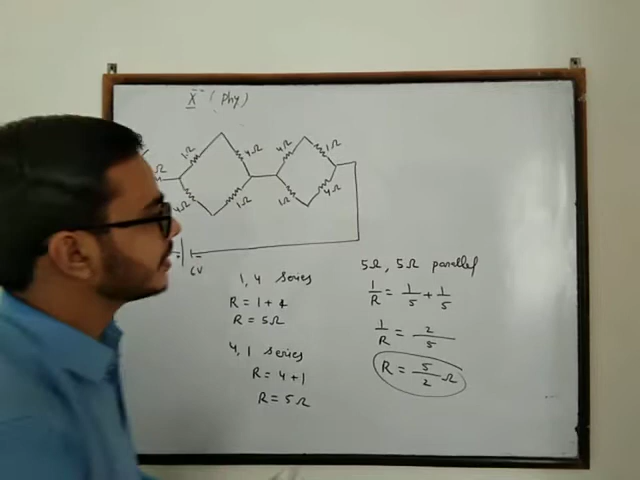 X (Phy)
1Ω 4Ω 4Ω 1Ω
Ω
4Ω 1Ω 1Ω 4Ω
6V
1, 4 series
R = 1 + 4
R = 5Ω
4, 1 series
R = 4 + 1
R = 5Ω
5Ω, 5Ω parallel
1/R = 1/5 + 1/5
1/R = 2/5
R = 5/2 Ω